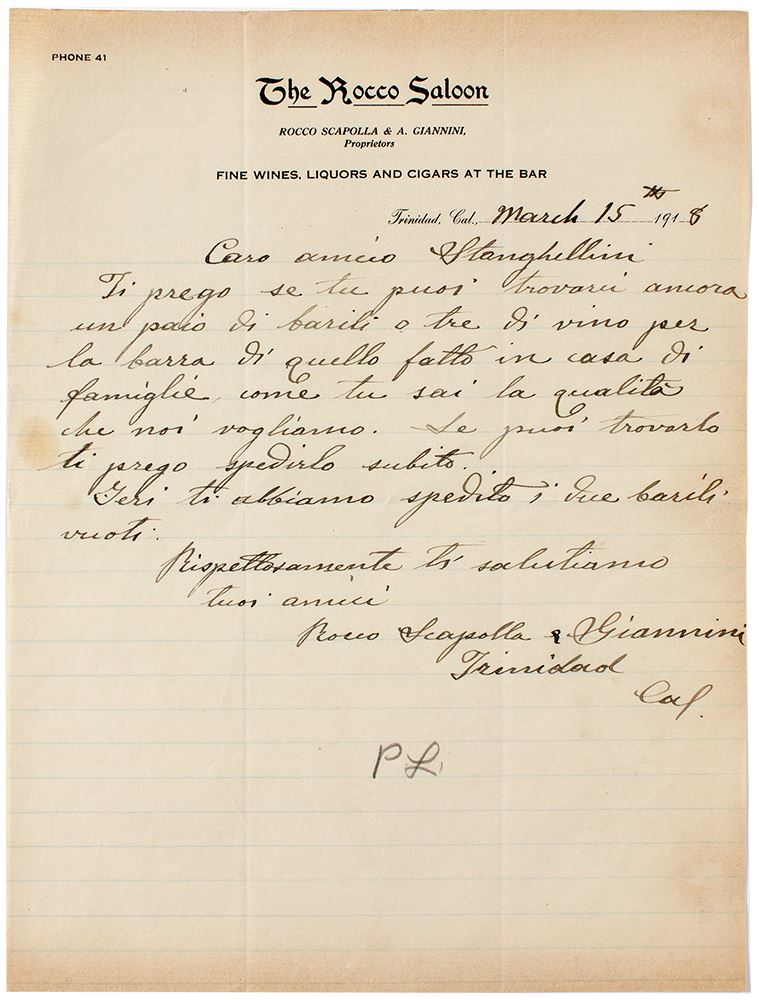 PHONE 41
The Rocco Saloon
ROCCO SCAPOLLA & A. GIANNINI,
Proprietors
FINE WINES, LIQUORS AND CIGARS AT THE BAR
Trinidad, Cal., March 15th 1918
Caro amico Stanghellini
Ti prego se tu puoi trovarci ancora
un paio di barili o tre di vino per
la barra di quello fatto in casa di
famiglie, come tu sai la qualità
che noi vogliamo. Se puoi trovarlo
ti prego spedirlo subito.
Ieri ti abbiamo spedito i due barili
vuoti.
Rispettosamente ti salutiamo
tuoi amici
Rocco Scapolla & Giannini
Trinidad
Cal.
PL